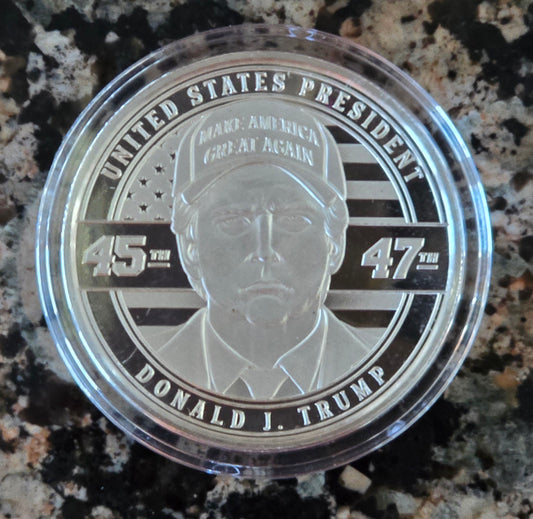 UNITED STATES PRESIDENT
MAKE AMERICA
GREAT AGAIN
45TH
47TH
DONALD J. TRUMP